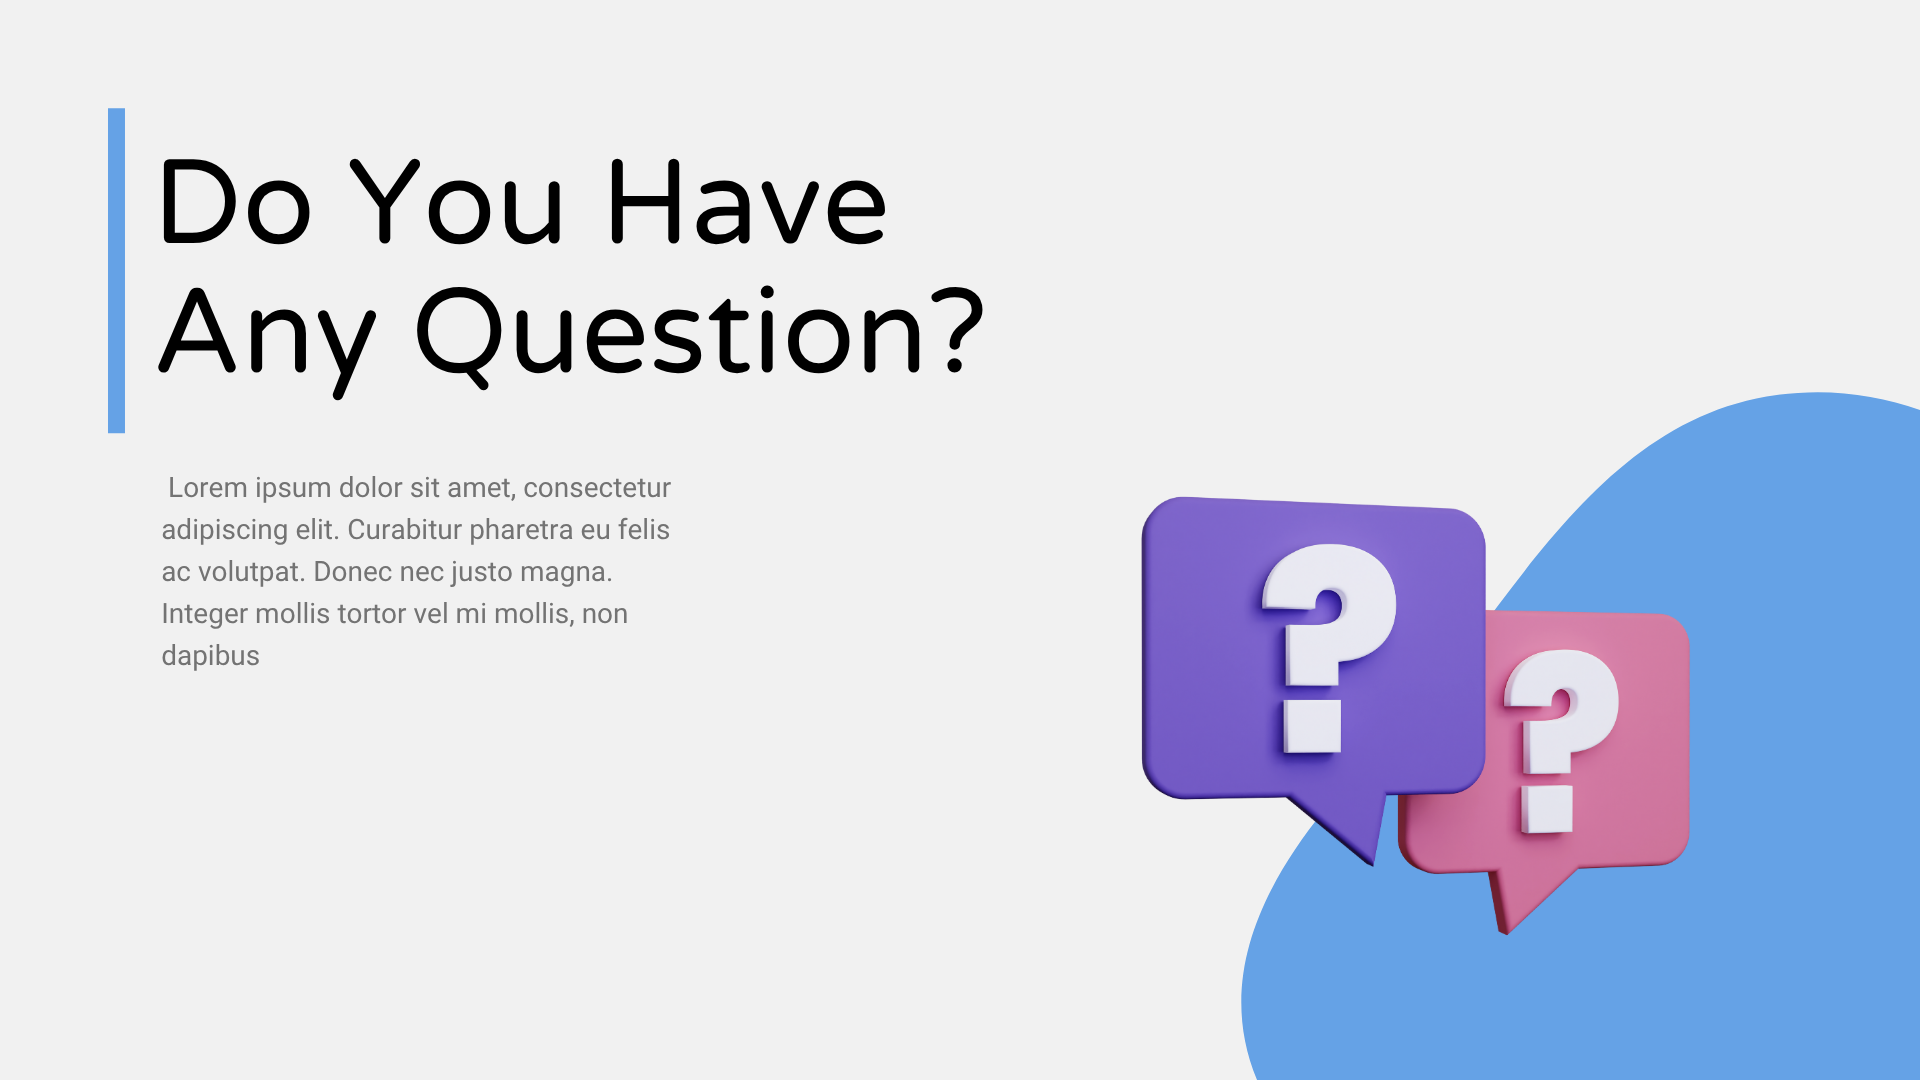 Do You Have
Any Question?
Lorem ipsum dolor sit amet, consectetur
adipiscing elit. Curabitur pharetra eu felis
ac volutpat. Donec nec justo magna.
Integer mollis tortor vel mi mollis, non
dapibus
?
?